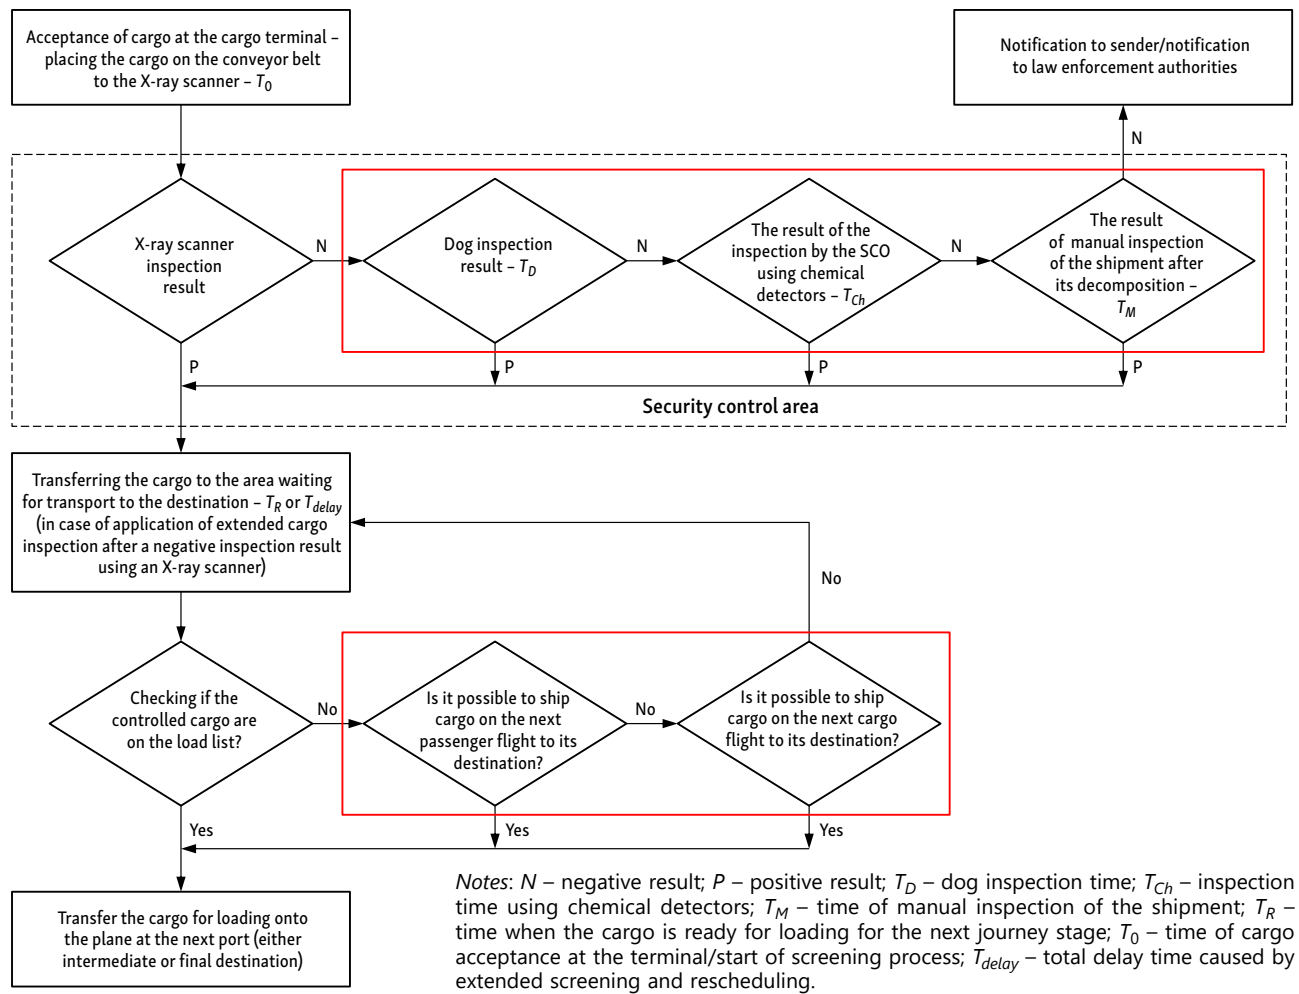 Acceptance of cargo at the cargo terminal –
placing the cargo on the conveyor belt
to the X-ray scanner – T0
Notification to sender/notification
to law enforcement authorities
N
X-ray scanner
inspection
result
N
Dog inspection
result – TD
N
The result of the
inspection by the SCO
using chemical
detectors – TCh
N
The result
of manual inspection
of the shipment after
its decomposition –
TM
P
P
P
P
Security control area
Transferring the cargo to the area waiting
for transport to the destination – TR or Tdelay
(in case of application of extended cargo
inspection after a negative inspection result
using an X-ray scanner)
No
Checking if the
controlled cargo are
on the load list?
No
Is it possible to ship
cargo on the next
passenger flight to its
destination?
No
Is it possible to ship
cargo on the next cargo
flight to its destination?
Yes
Yes
Yes
Transfer the cargo for loading onto
the plane at the next port (either
intermediate or final destination)
Notes: N – negative result; P – positive result; TD – dog inspection time; TCh – inspection
time using chemical detectors; TM – time of manual inspection of the shipment; TR –
time when the cargo is ready for loading for the next journey stage; T0 – time of cargo
acceptance at the terminal/start of screening process; Tdelay – total delay time caused by
extended screening and rescheduling.